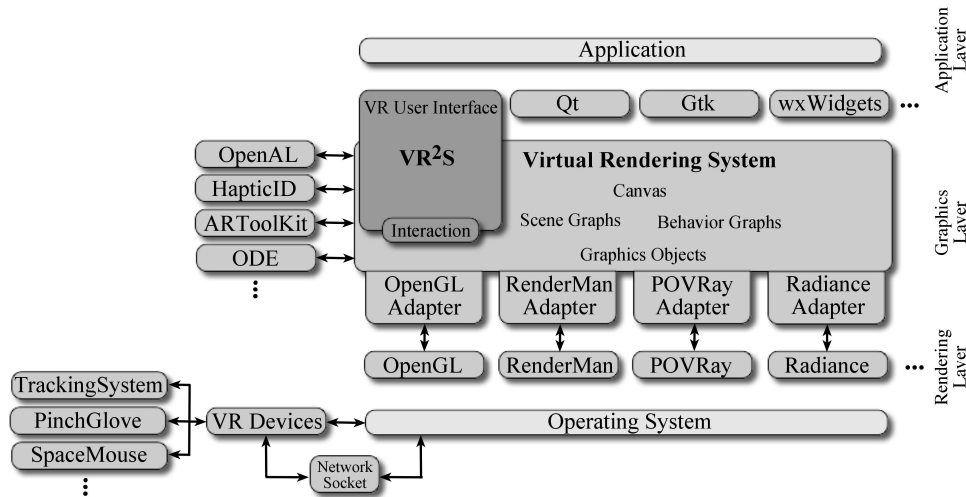 Application
Application
Layer
VR User Interface
Qt
Gtk
wxWidgets
VR²S
OpenAL
HapticID
ARToolKit
ODE
Virtual Rendering System
Canvas
Scene Graphs
Behavior Graphs
Interaction
Graphics Objects
Graphics
Layer
OpenGL
Adapter
RenderMan
Adapter
POVRay
Adapter
Radiance
Adapter
OpenGL
RenderMan
POVRay
Radiance
Rendering
Layer
TrackingSystem
PinchGlove
SpaceMouse
VR Devices
Operating System
Network
Socket